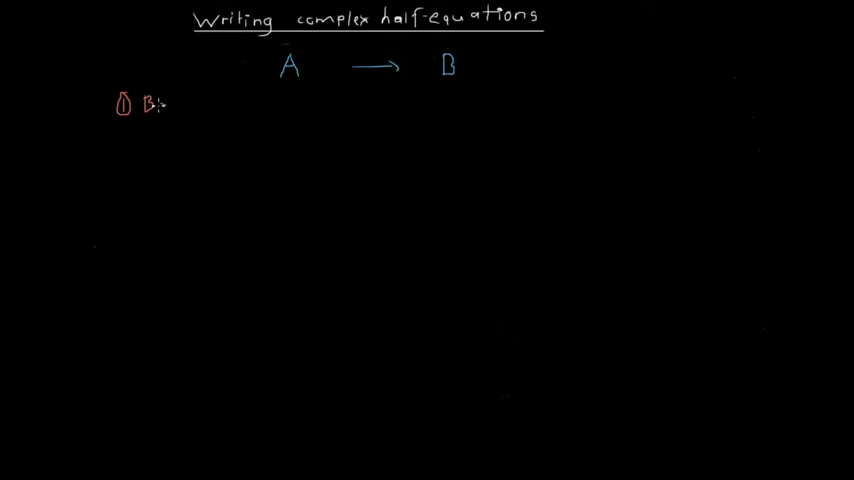 Writing complex half-equations
A → B
① B